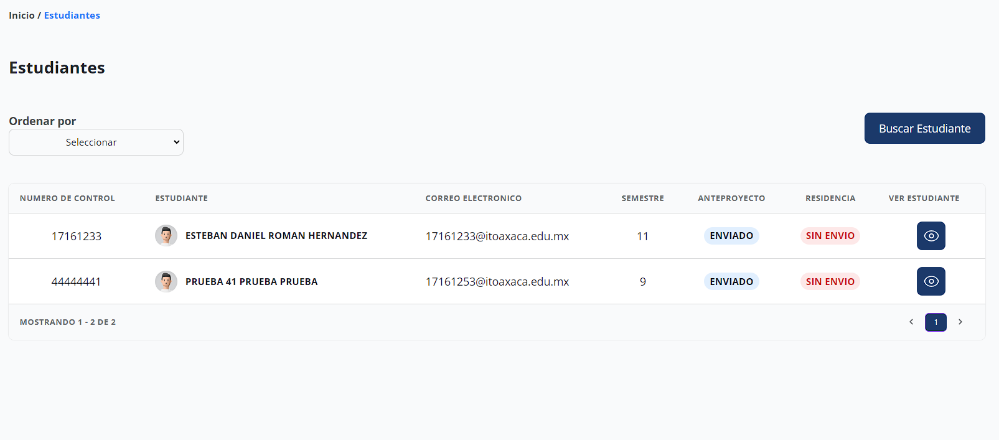 Inicio / Estudiantes
Estudiantes
Ordenar por
Seleccionar
Buscar Estudiante
NUMERO DE CONTROL ESTUDIANTE CORREO ELECTRONICO SEMESTRE ANTEPROYECTO RESIDENCIA VER ESTUDIANTE
17161233 ESTEBAN DANIEL ROMAN HERNANDEZ 17161233@itoaxaca.edu.mx 11 ENVIADO SIN ENVIO
44444441 PRUEBA 41 PRUEBA PRUEBA 17161253@itoaxaca.edu.mx 9 ENVIADO SIN ENVIO
MOSTRANDO 1 - 2 DE 2 1